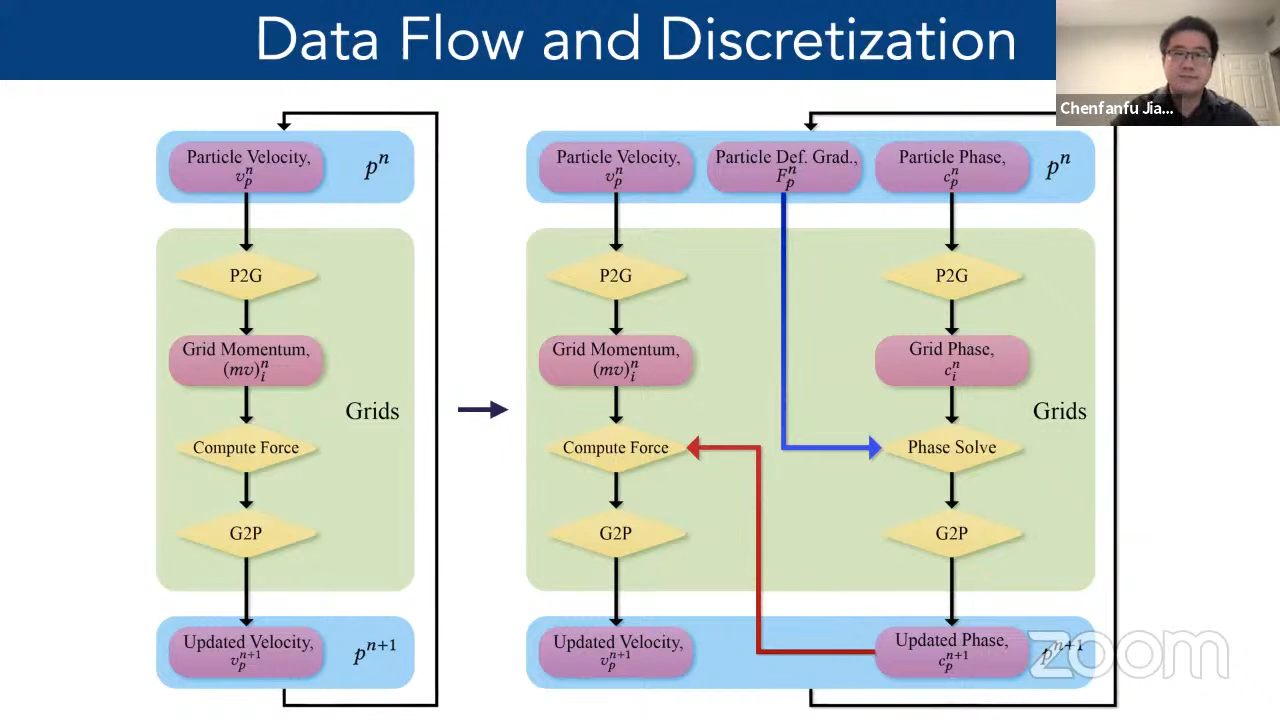 Data Flow and Discretization
Chenfanfu Jia...
Particle Velocity,
v_p^n
p^n
P2G
Grid Momentum,
(mv)_i^n
Grids
Compute Force
G2P
Updated Velocity,
v_p^{n+1}
p^{n+1}
Particle Velocity,
v_p^n
Particle Def. Grad.,
F_p^n
Particle Phase,
c_p^n
p^n
P2G
P2G
Grid Momentum,
(mv)_i^n
Grid Phase,
c_i^n
Grids
Compute Force
Phase Solve
G2P
G2P
Updated Velocity,
v_p^{n+1}
Updated Phase,
c_p^{n+1}
p^{n+1}
zoom